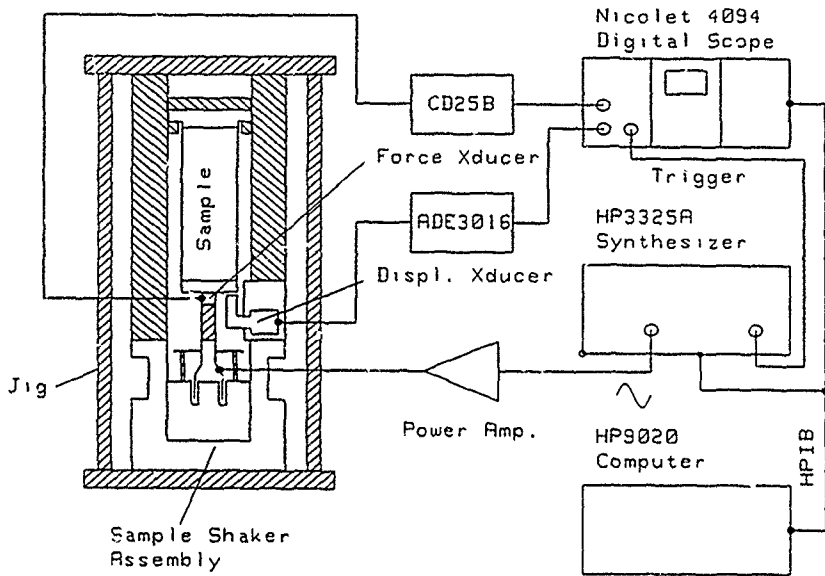 Nicolet 4094
Digital Scope
CD25B
Force Xducer
Trigger
Sample
ADE3016
HP3325A
Synthesizer
Displ. Xducer
Jig
Power Amp.
HP9020
Computer
HPIB
Sample Shaker
Assembly